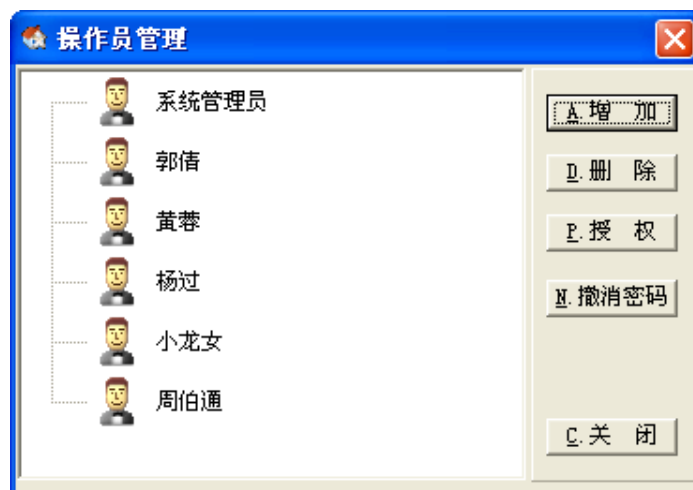 操作员管理
系统管理员
郭倩
黄蓉
杨过
小龙女
周伯通
A.增 加
D.删 除
P.授 权
N.撤消密码
C.关 闭